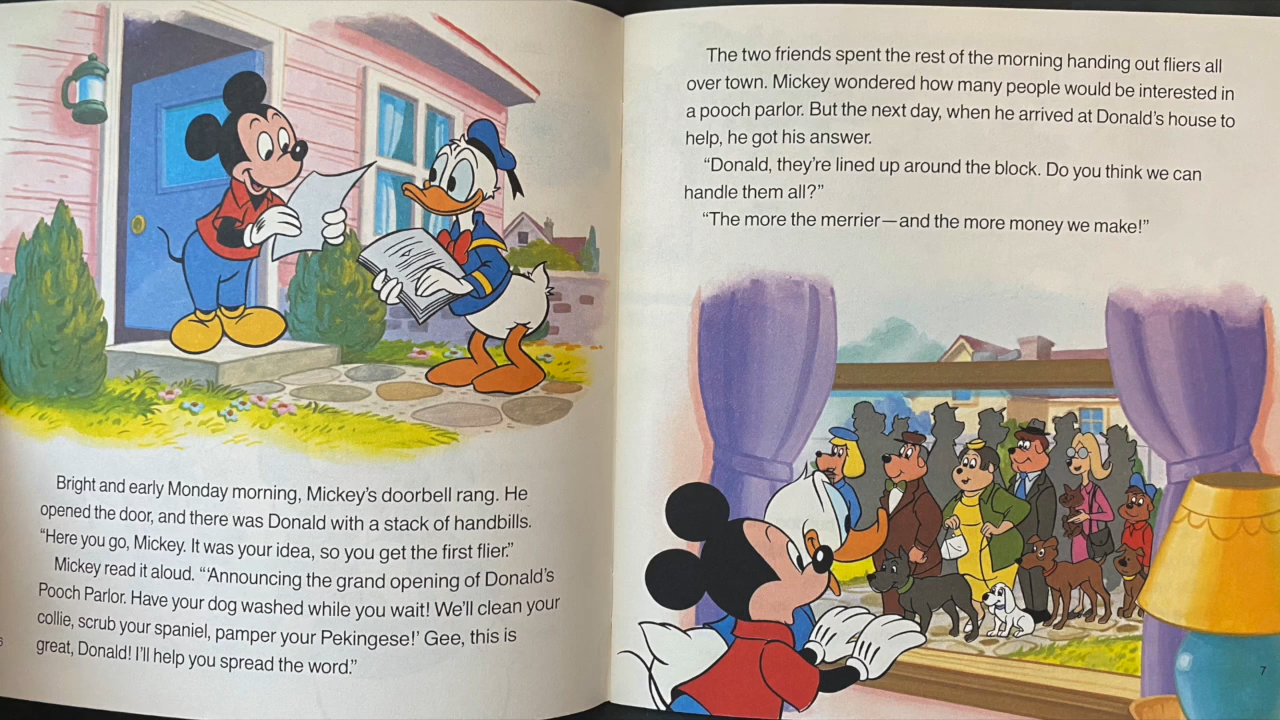 Bright and early Monday morning, Mickey's doorbell rang. He
opened the door, and there was Donald with a stack of handbills.
“Here you go, Mickey. It was your idea, so you get the first flier.”
Mickey read it aloud. “‘Announcing the grand opening of Donald's
Pooch Parlor. Have your dog washed while you wait! We'll clean your
collie, scrub your spaniel, pamper your Pekingese!’ Gee, this is
great, Donald! I'll help you spread the word.”
6
The two friends spent the rest of the morning handing out fliers all
over town. Mickey wondered how many people would be interested in
a pooch parlor. But the next day, when he arrived at Donald's house to
help, he got his answer.
“Donald, they're lined up around the block. Do you think we can
handle them all?”
“The more the merrier—and the more money we make!”
7